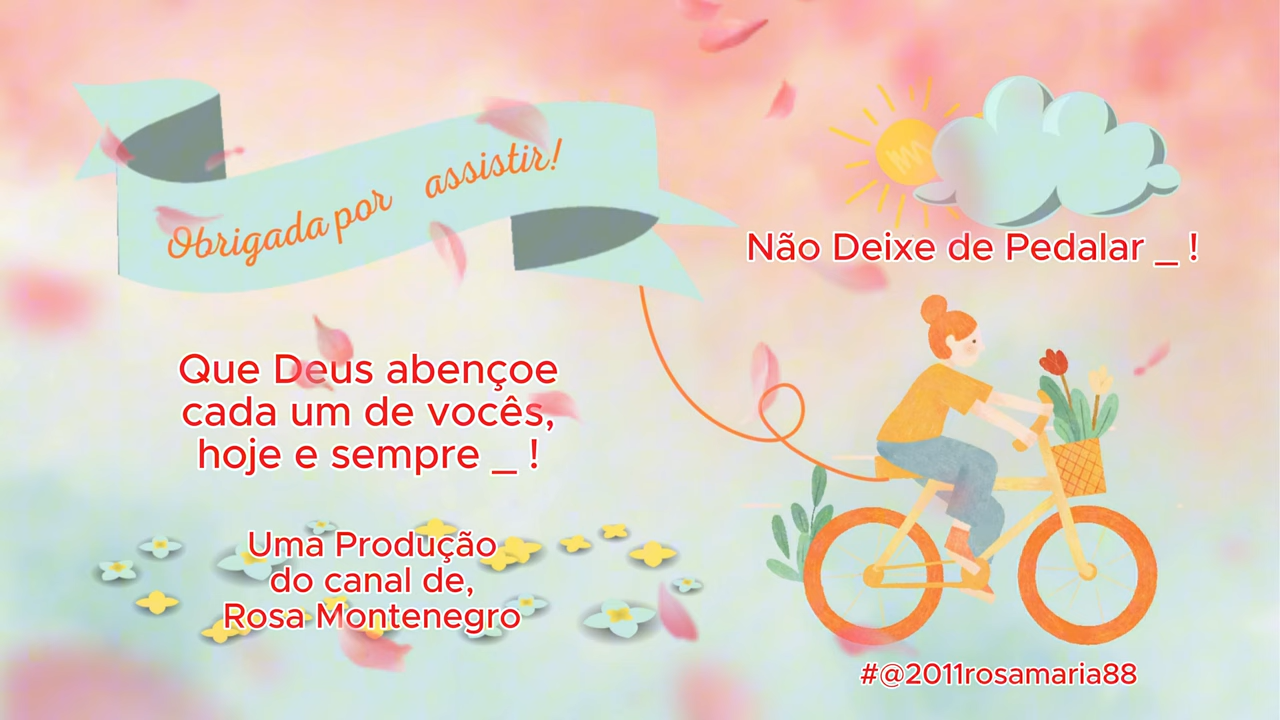 Obrigada por assistir!
Não Deixe de Pedalar _ !
Que Deus abençoe
cada um de vocês,
hoje e sempre _ !
Uma Produção
do canal de,
Rosa Montenegro
#@2011rosamaria88